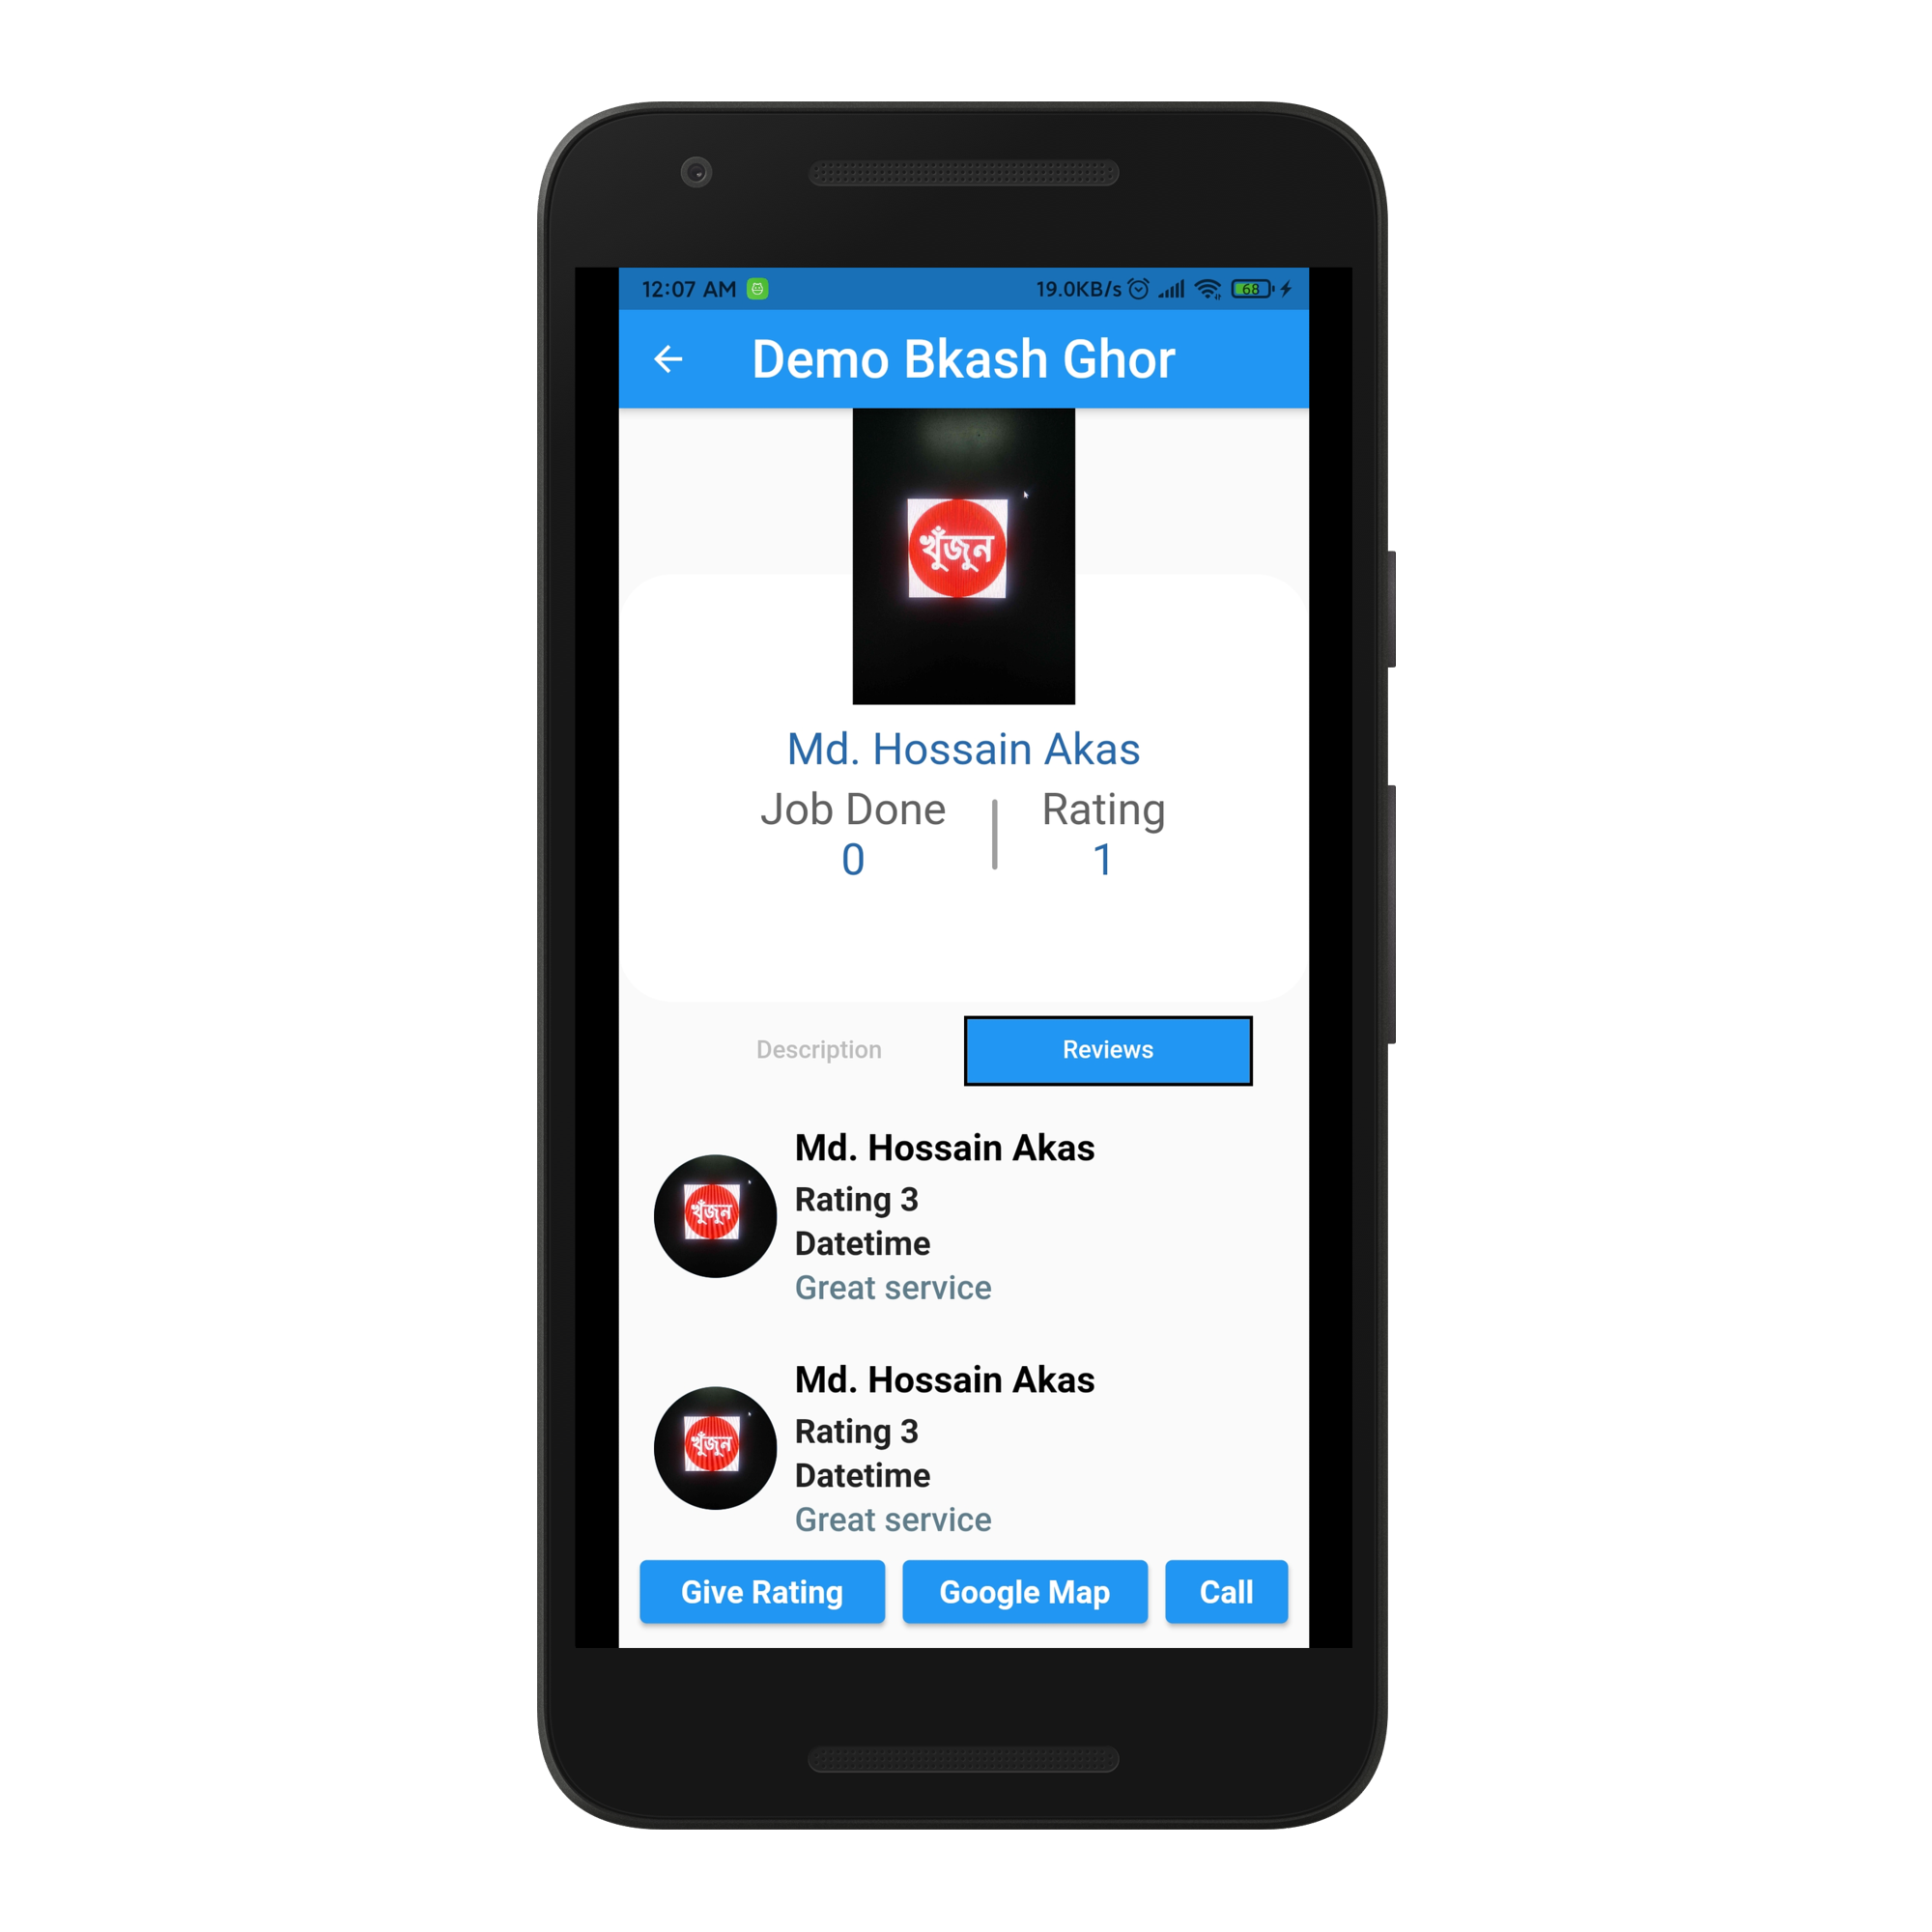 12:07 AM 19.0KB/s 68
Demo Bkash Ghor
খুঁজুন
Md. Hossain Akas
Job Done Rating
0 1
Description Reviews
Md. Hossain Akas
Rating 3
Datetime
Great service
খুঁজুন
Md. Hossain Akas
Rating 3
Datetime
Great service
খুঁজুন
Give Rating Google Map Call